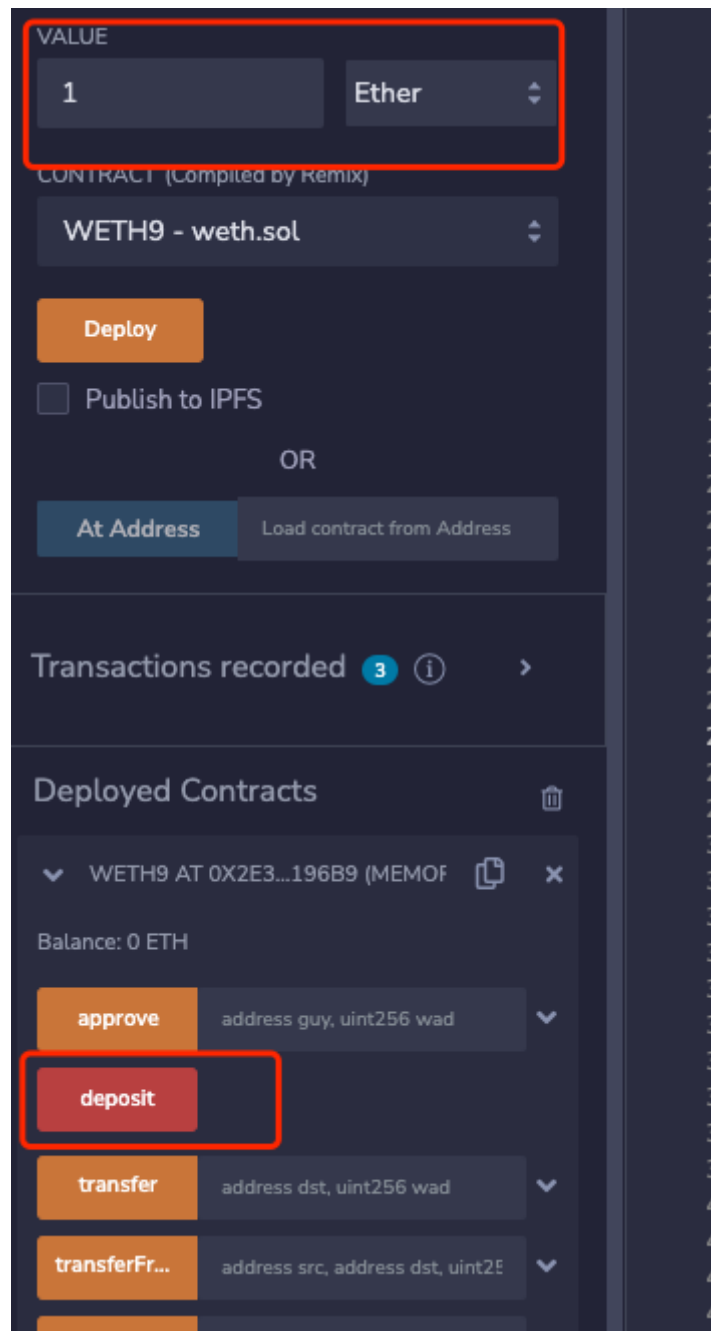 VALUE
1 Ether
CONTRACT (Compiled by Remix)
WETH9 - weth.sol
Deploy
Publish to IPFS
OR
At Address Load contract from Address
Transactions recorded 3
Deployed Contracts
WETH9 AT 0X2E3...196B9 (MEMOR
Balance: 0 ETH
approve address guy, uint256 wad
deposit
transfer address dst, uint256 wad
transferFr... address src, address dst, uint25